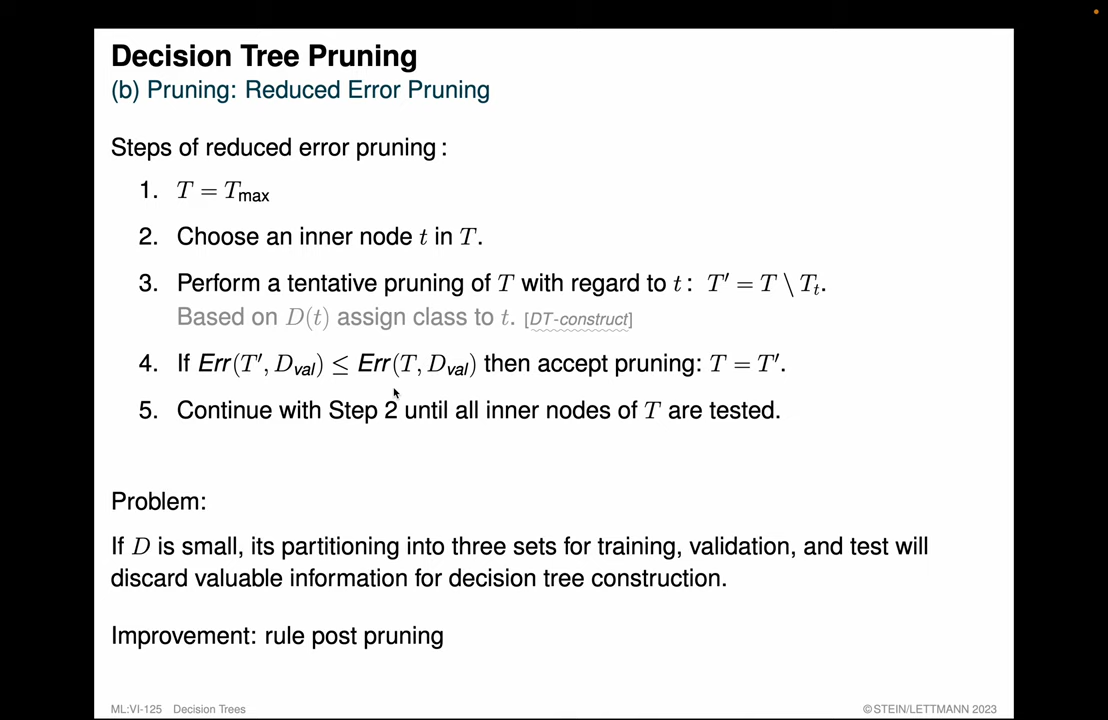 Decision Tree Pruning
(b) Pruning: Reduced Error Pruning
Steps of reduced error pruning:
1. T = Tmax
2. Choose an inner node t in T.
3. Perform a tentative pruning of T with regard to t: T′ = T \ Tt.
Based on D(t) assign class to t. [DT-construct]
4. If Err(T′, Dval) ≤ Err(T, Dval) then accept pruning: T = T′.
5. Continue with Step 2 until all inner nodes of T are tested.
Problem:
If D is small, its partitioning into three sets for training, validation, and test will
discard valuable information for decision tree construction.
Improvement: rule post pruning
ML:VI-125 Decision Trees
©STEIN/LETTMANN 2023